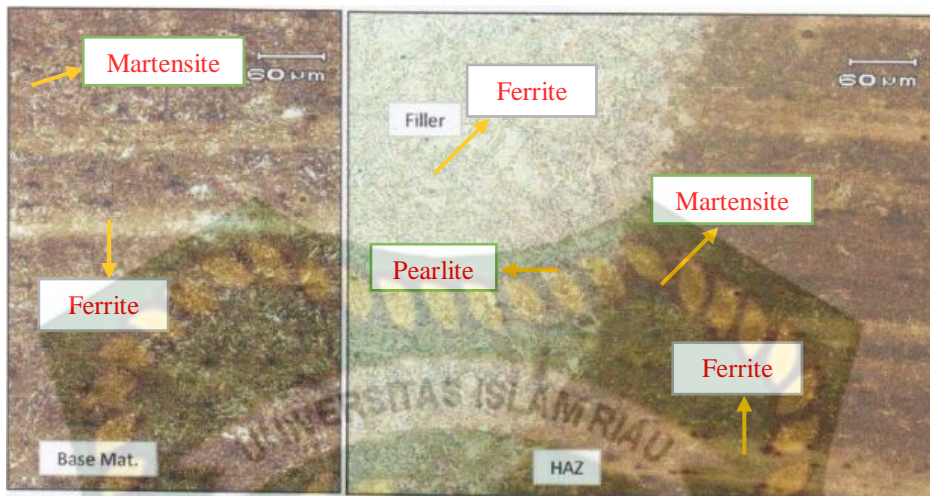 Martensite
60 µm
Ferrite
Base Mat.
Ferrite
60 µm
Filler
Martensite
Pearlite
Ferrite
HAZ
UNIVERSITAS ISLAM RIAU